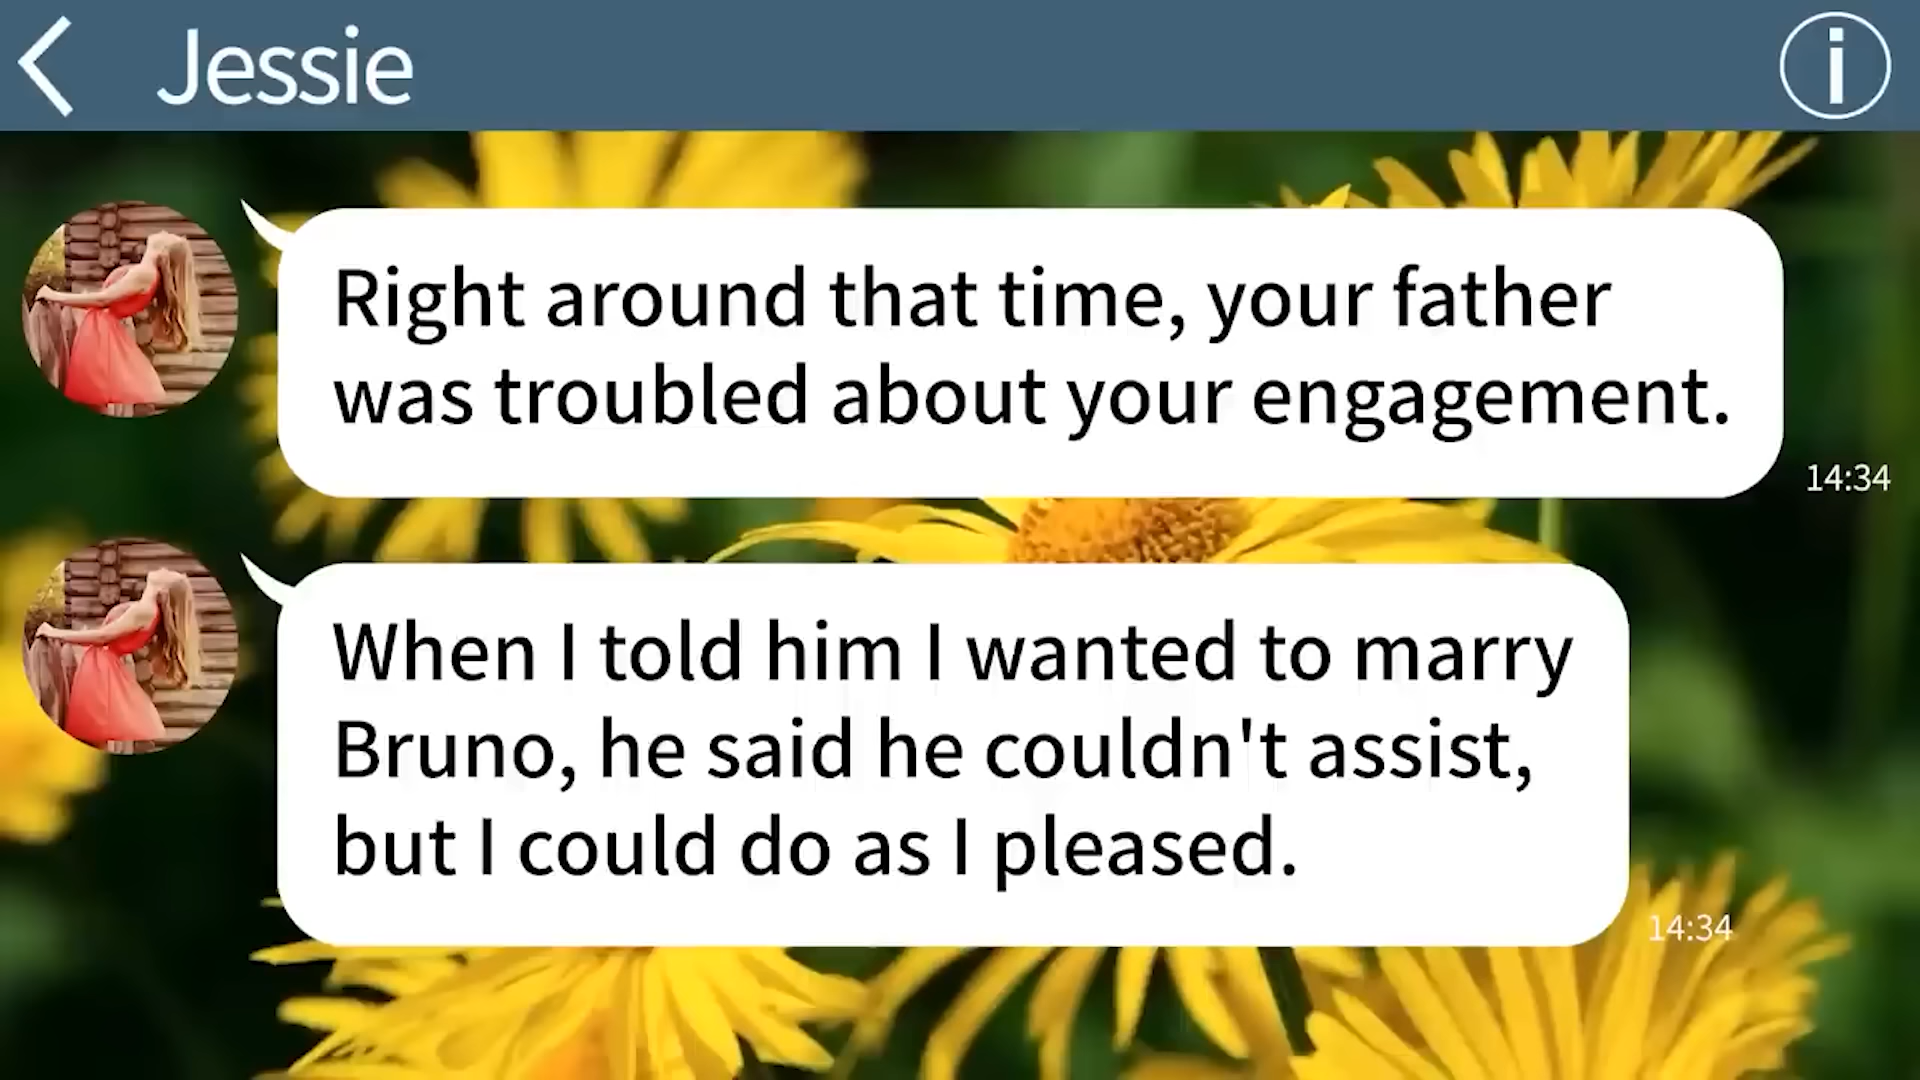 Jessie
Right around that time, your father
was troubled about your engagement.
14:34
When I told him I wanted to marry
Bruno, he said he couldn't assist,
but I could do as I pleased.
14:34